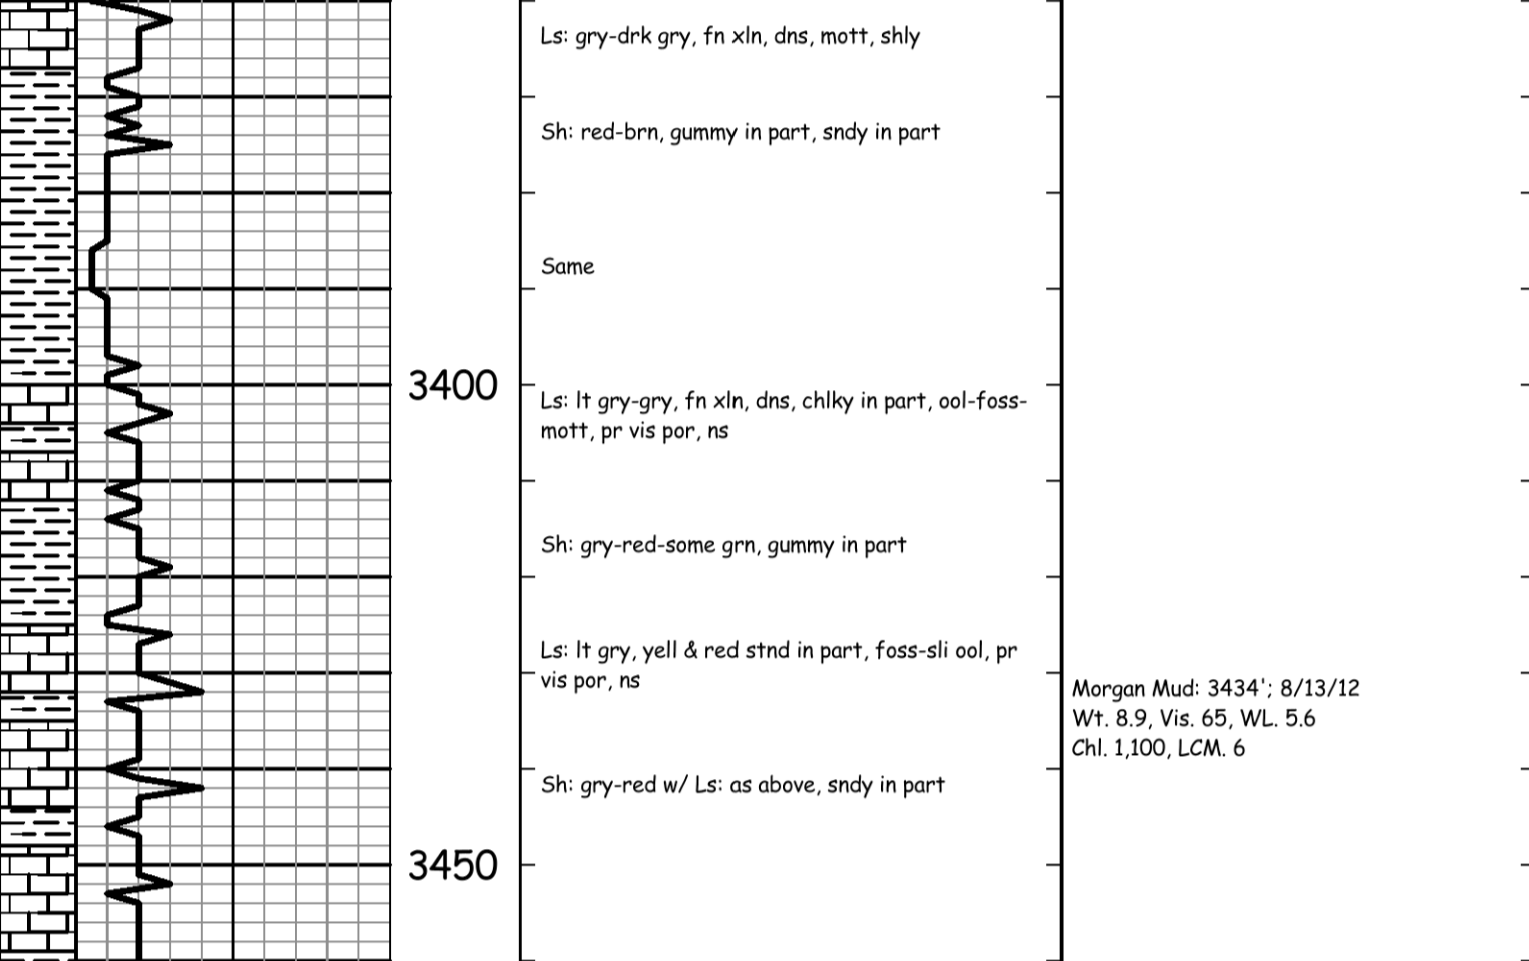 Ls: gry-drk gry, fn xln, dns, mott, shly
Sh: red-brn, gummy in part, sndy in part
Same
3400
Ls: lt gry-gry, fn xln, dns, chlky in part, ool-foss-
mott, pr vis por, ns
Sh: gry-red-some grn, gummy in part
Ls: lt gry, yell & red stnd in part, foss-sli ool, pr
vis por, ns
Morgan Mud: 3434'; 8/13/12
Wt. 8.9, Vis. 65, WL. 5.6
Chl. 1,100, LCM. 6
Sh: gry-red w/ Ls: as above, sndy in part
3450